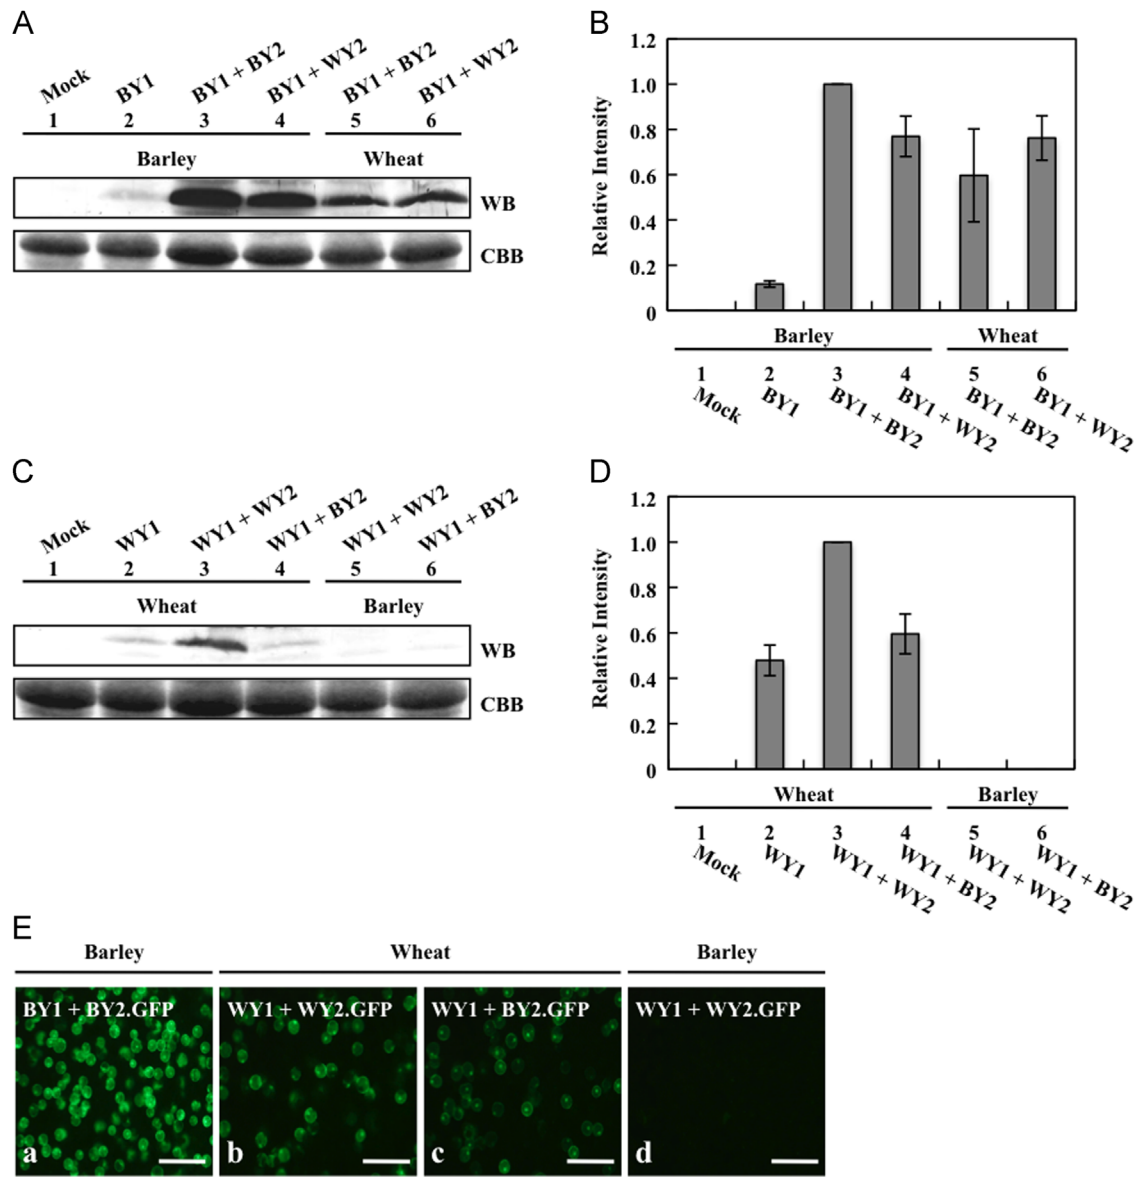 A
Mock
BY1
BY1 + BY2
BY1 + WY2
BY1 + BY2
BY1 + WY2
1 2 3 4 5 6
Barley Wheat
WB
CBB
B
1.2
1.0
0.8
0.6
0.4
0.2
0
Relative Intensity
Barley Wheat
1 2 3 4 5 6
Mock
BY1
BY1 + BY2
BY1 + WY2
BY1 + BY2
BY1 + WY2
C
Mock
WY1
WY1 + WY2
WY1 + BY2
WY1 + WY2
WY1 + BY2
1 2 3 4 5 6
Wheat Barley
WB
CBB
D
1.2
1.0
0.8
0.6
0.4
0.2
0
Relative Intensity
Wheat Barley
1 2 3 4 5 6
Mock
WY1
WY1 + WY2
WY1 + BY2
WY1 + WY2
WY1 + BY2
E
Barley Wheat Barley
BY1 + BY2.GFP WY1 + WY2.GFP WY1 + BY2.GFP WY1 + WY2.GFP
a b c d